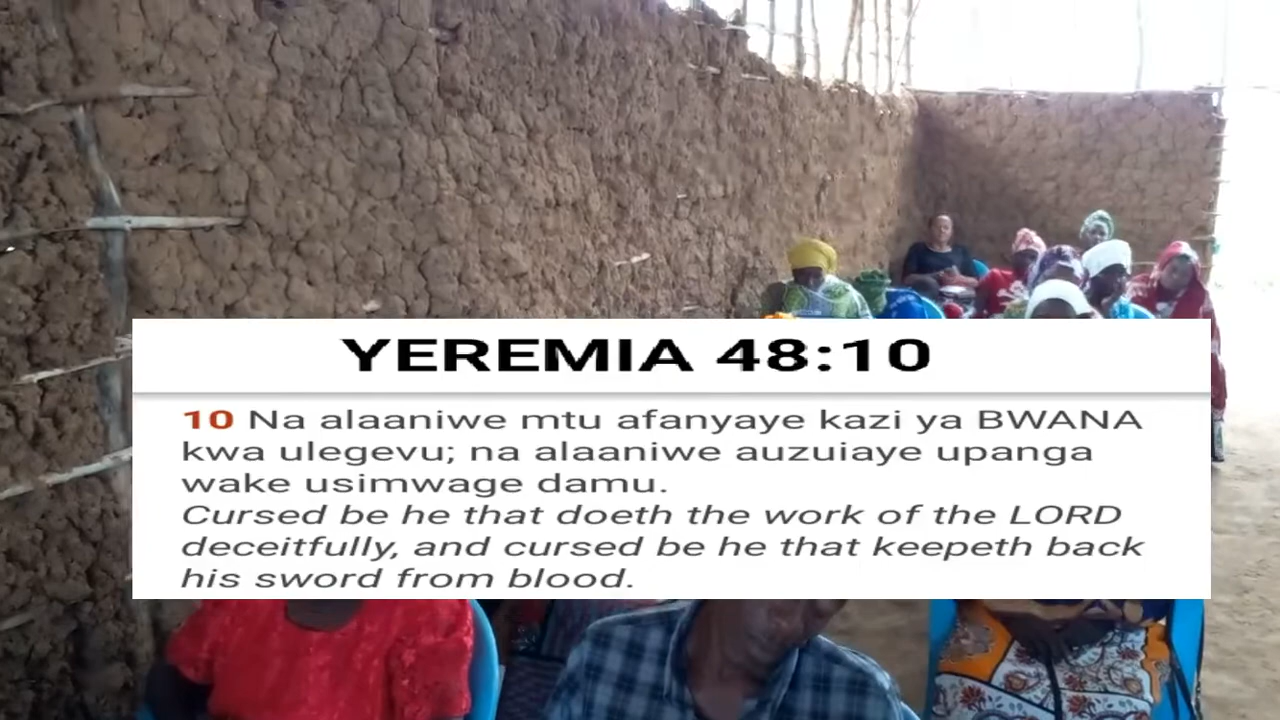 YEREMIA 48:10
10 Na alaaniwe mtu afanyaye kazi ya BWANA
kwa ulegevu; na alaaniwe auzuiaye upanga
wake usimwage damu.
Cursed be he that doeth the work of the LORD
deceitfully, and cursed be he that keepeth back
his sword from blood.